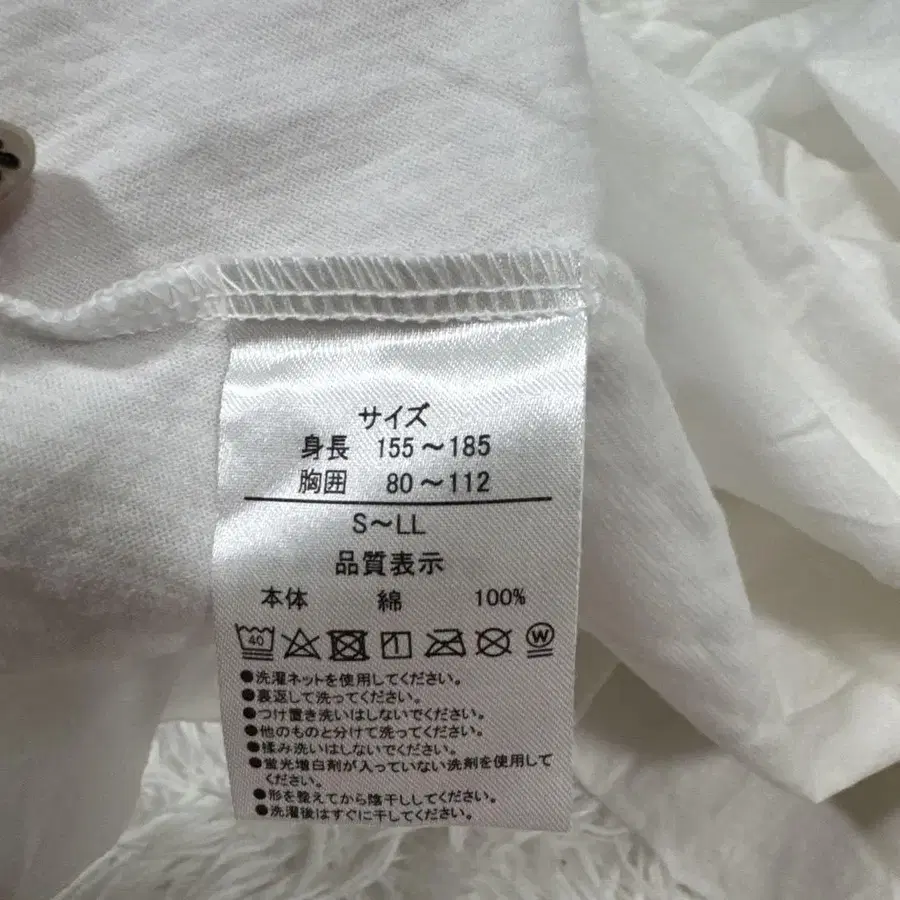 サイズ
身長 155～185
胸囲 80～112
S～LL
品質表示
本体 綿 100%
40 W
●洗濯ネットを使用してください。
●裏返して洗ってください。
●つけ置き洗いはしないでください。
●他のものと分けて洗ってください。
●揉み洗いはしないでください。
●蛍光増白剤が入っていない洗剤を使用して
ください。
●形を整えてから陰干ししてください。
●洗濯後はすぐに干してください。